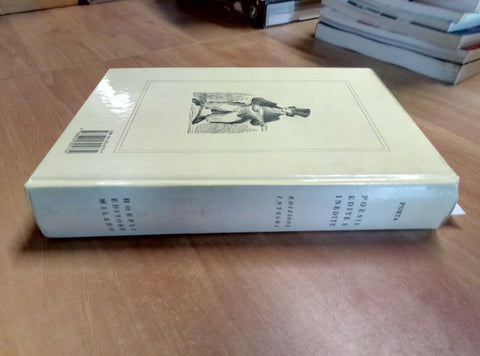 PORTA
POESIE
EDITE E
INEDITE
EDIZIONE
INTEGRA
HOEPLI
EDITORE
MILANO